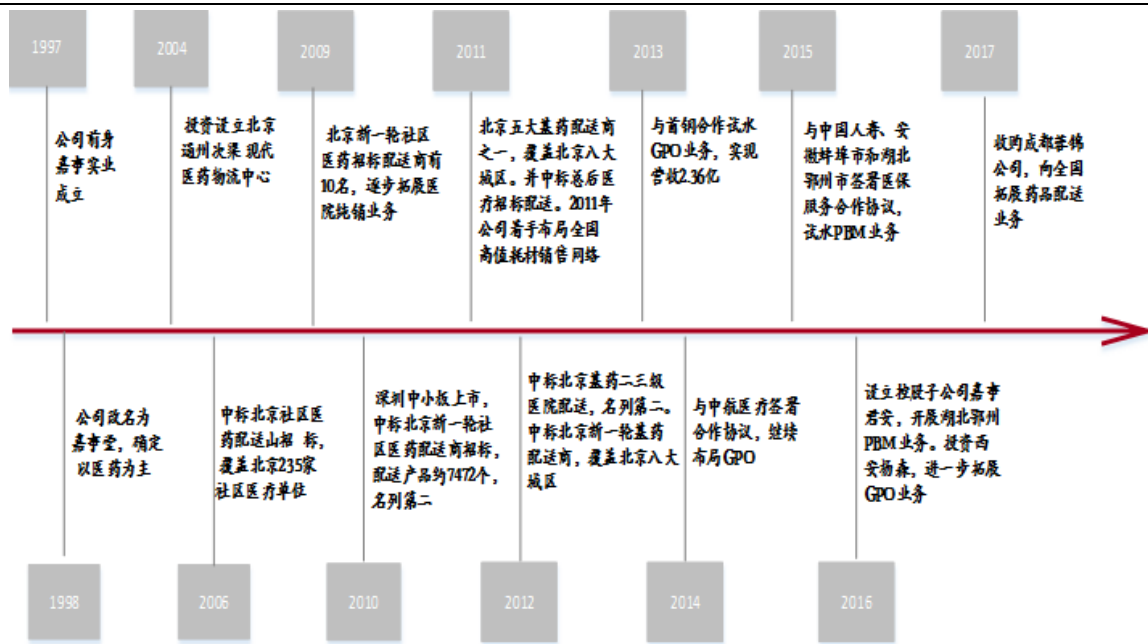 1997
2004
2009
2011
2013
2015
2017
公司前身
嘉事实业
成立
投资设立北京
通州次渠 现代
医药物流中心
北京新一轮社区
医药招标配送商前
10名，逐步拓展医
院纯销业务
北京五大基药配送商
之一，覆盖北京八大
城区。并中标总后医
疗招标配送。2011年
公司着手布局全国
高值耗材销售 网络
与首钢合作试水
GPO业务，实现
营收2.36亿
与中国人寿、安
徽蚌埠市和湖北
鄂州市签署医保
服务合作协议，
试水PBM 业务
收购成都蓉锦
公司，向全国
拓展药品配送
业务
公司改名为
嘉事堂，确定
以医药为主
中标北京社区医
药配送山招 标，
覆盖北京235家
社区医疗单位
深圳中小板上市，
中标北京新一轮社
区医药配送商招标，
配送产品约7472个，
名列第二
中标北京基药二三级
医院配送，名列第二。
中标北京新一轮基药
配送商，覆盖北京八大
城区
与中航医疗签署
合作协议，继续
布局GPO
设立控股子公司嘉事
君安，开展湖北鄂州
PBM 业务。投资西
安杨森，进一步拓展
GPO 业务
1998
2006
2010
2012
2014
2016